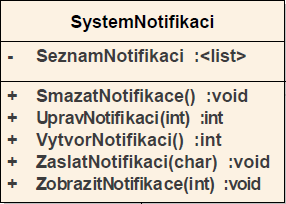 SystemNotifikaci
- SeznamNotifikaci :<list>
+ SmazatNotifikace() :void
+ UpravNotifikaci(int) :int
+ VytvorNotifikaci() :int
+ ZaslatNotifikaci(char) :void
+ ZobrazitNotifikace(int) :void